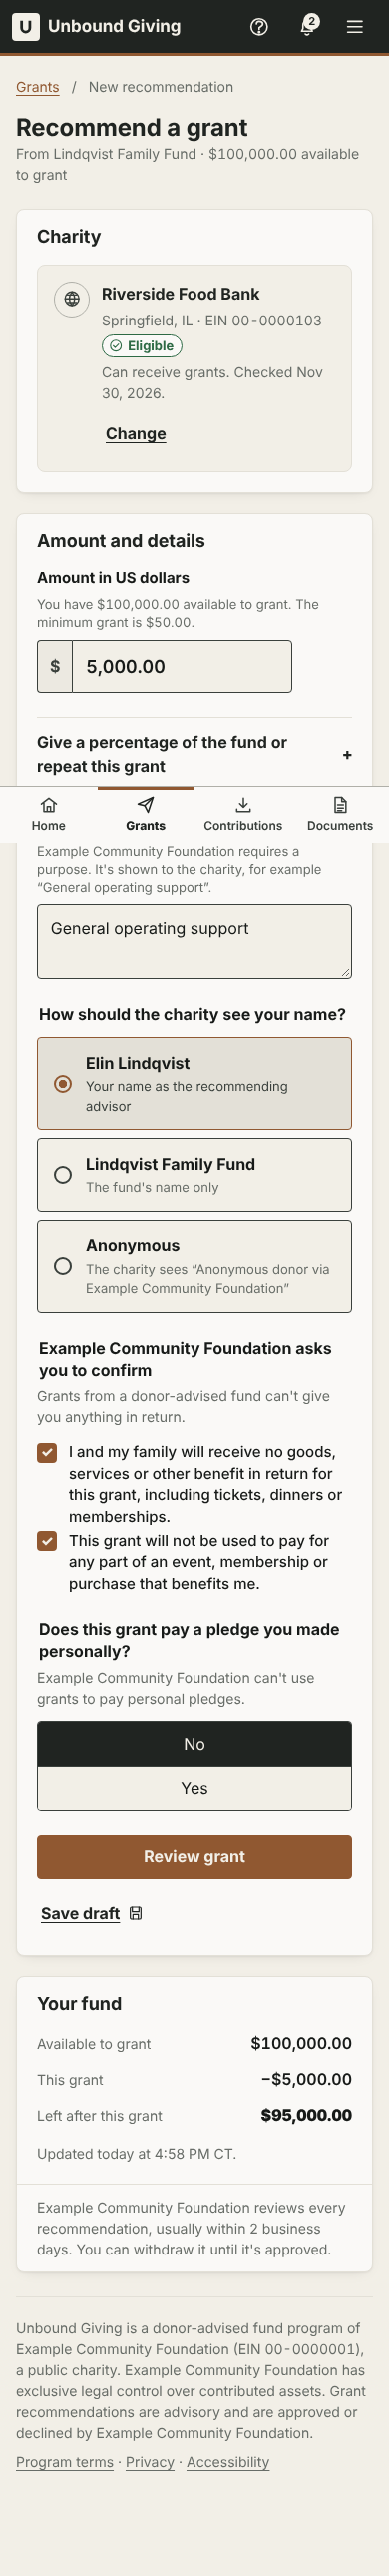 U Unbound Giving 2
Grants / New recommendation
Recommend a grant
From Lindqvist Family Fund · $100,000.00 available
to grant
Charity
Riverside Food Bank
Springfield, IL · EIN 00-0000103
Eligible
Can receive grants. Checked Nov
30, 2026.
Change
Amount and details
Amount in US dollars
You have $100,000.00 available to grant. The
minimum grant is $50.00.
$ 5,000.00
Give a percentage of the fund or
repeat this grant +
Home Grants Contributions Documents
Example Community Foundation requires a
purpose. It's shown to the charity, for example
“General operating support”.
General operating support
How should the charity see your name?
Elin Lindqvist
Your name as the recommending
advisor
Lindqvist Family Fund
The fund's name only
Anonymous
The charity sees “Anonymous donor via
Example Community Foundation”
Example Community Foundation asks
you to confirm
Grants from a donor-advised fund can't give
you anything in return.
I and my family will receive no goods,
services or other benefit in return for
this grant, including tickets, dinners or
memberships.
This grant will not be used to pay for
any part of an event, membership or
purchase that benefits me.
Does this grant pay a pledge you made
personally?
Example Community Foundation can't use
grants to pay personal pledges.
No
Yes
Review grant
Save draft
Your fund
Available to grant $100,000.00
This grant −$5,000.00
Left after this grant $95,000.00
Updated today at 4:58 PM CT.
Example Community Foundation reviews every
recommendation, usually within 2 business
days. You can withdraw it until it's approved.
Unbound Giving is a donor-advised fund program of
Example Community Foundation (EIN 00-0000001),
a public charity. Example Community Foundation has
exclusive legal control over contributed assets. Grant
recommendations are advisory and are approved or
declined by Example Community Foundation.
Program terms · Privacy · Accessibility